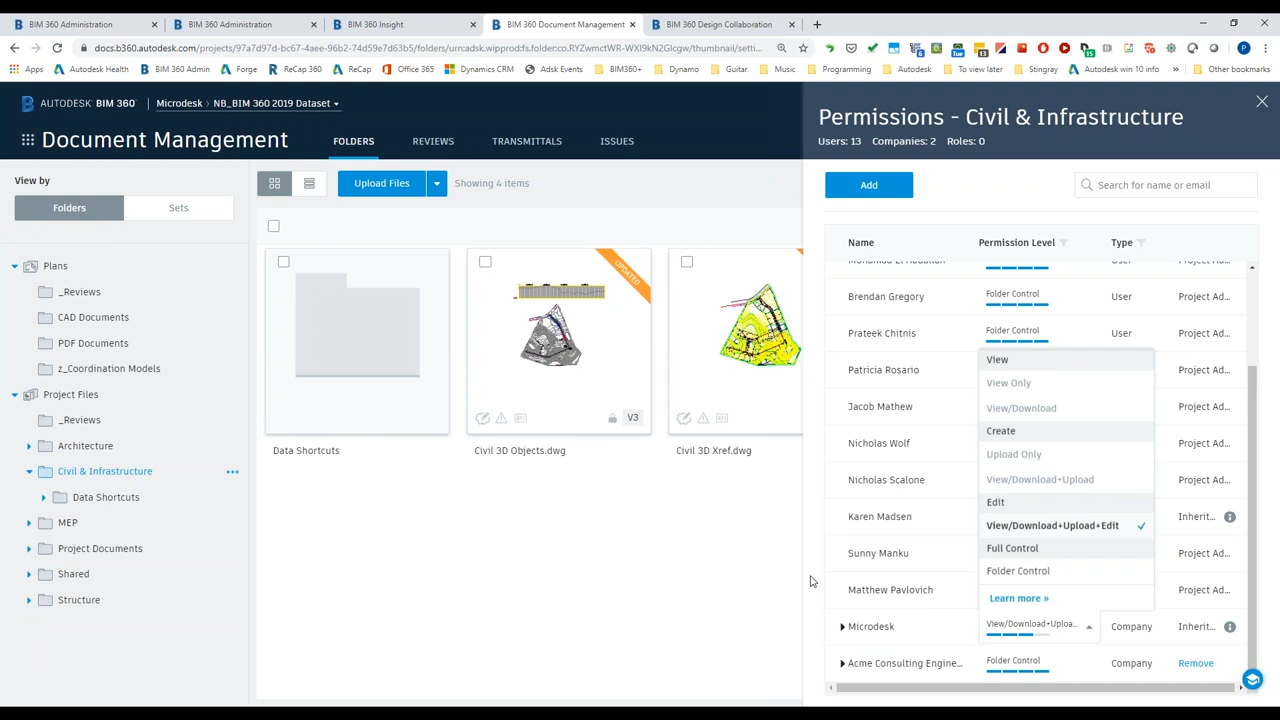 BIM 360 Administration
BIM 360 Administration
BIM 360 Insight
BIM 360 Document Management
BIM 360 Design Collaboration
docs.b360.autodesk.com/projects/97a7d97d-bc67-4aee-96b2-74d59e7d63b5/folders/urn:adsk.wipprod:fs.folder:co.RYZwmctWR-WXl9kN2Glcgw/thumbnail/setti...
Apps
Autodesk Health
BIM 360 Admin
Forge
ReCap 360
ReCap
Office 365
Dynamics CRM
Adsk Events
BIM360+
Dynamo
Guitar
Music
Programming
Autodesk
To view later
Stingray
Autodesk win 10 info
»
Other bookmarks
AUTODESK® BIM 360® Microdesk > NB_BIM 360 2019 Dataset
Document Management
FOLDERS
REVIEWS
TRANSMITTALS
ISSUES
Permissions - Civil & Infrastructure
Users: 13 Companies: 2 Roles: 0
View by
Folders
Sets
Plans
_Reviews
CAD Documents
PDF Documents
z_Coordination Models
Project Files
_Reviews
Architecture
Civil & Infrastructure
Data Shortcuts
MEP
Project Documents
Shared
Structure
Upload Files
Showing 4 items
UPDATED
V3
Data Shortcuts
Civil 3D Objects.dwg
Civil 3D Xref.dwg
Add
Search for name or email
Name Permission Level Type
Brendan Gregory Folder Control User Project Ad...
Prateek Chitnis Folder Control User Project Ad...
Patricia Rosario Project Ad...
Jacob Mathew Project Ad...
Nicholas Wolf Project Ad...
Nicholas Scalone Project Ad...
Karen Madsen Inherit...
Sunny Manku Project Ad...
Matthew Pavlovich Project Ad...
View
View Only
View/Download
Create
Upload Only
View/Download+Upload
Edit
View/Download+Upload+Edit
Full Control
Folder Control
Learn more »
Microdesk View/Download+Uploa... Company Inherit...
Acme Consulting Engine... Folder Control Company Remove